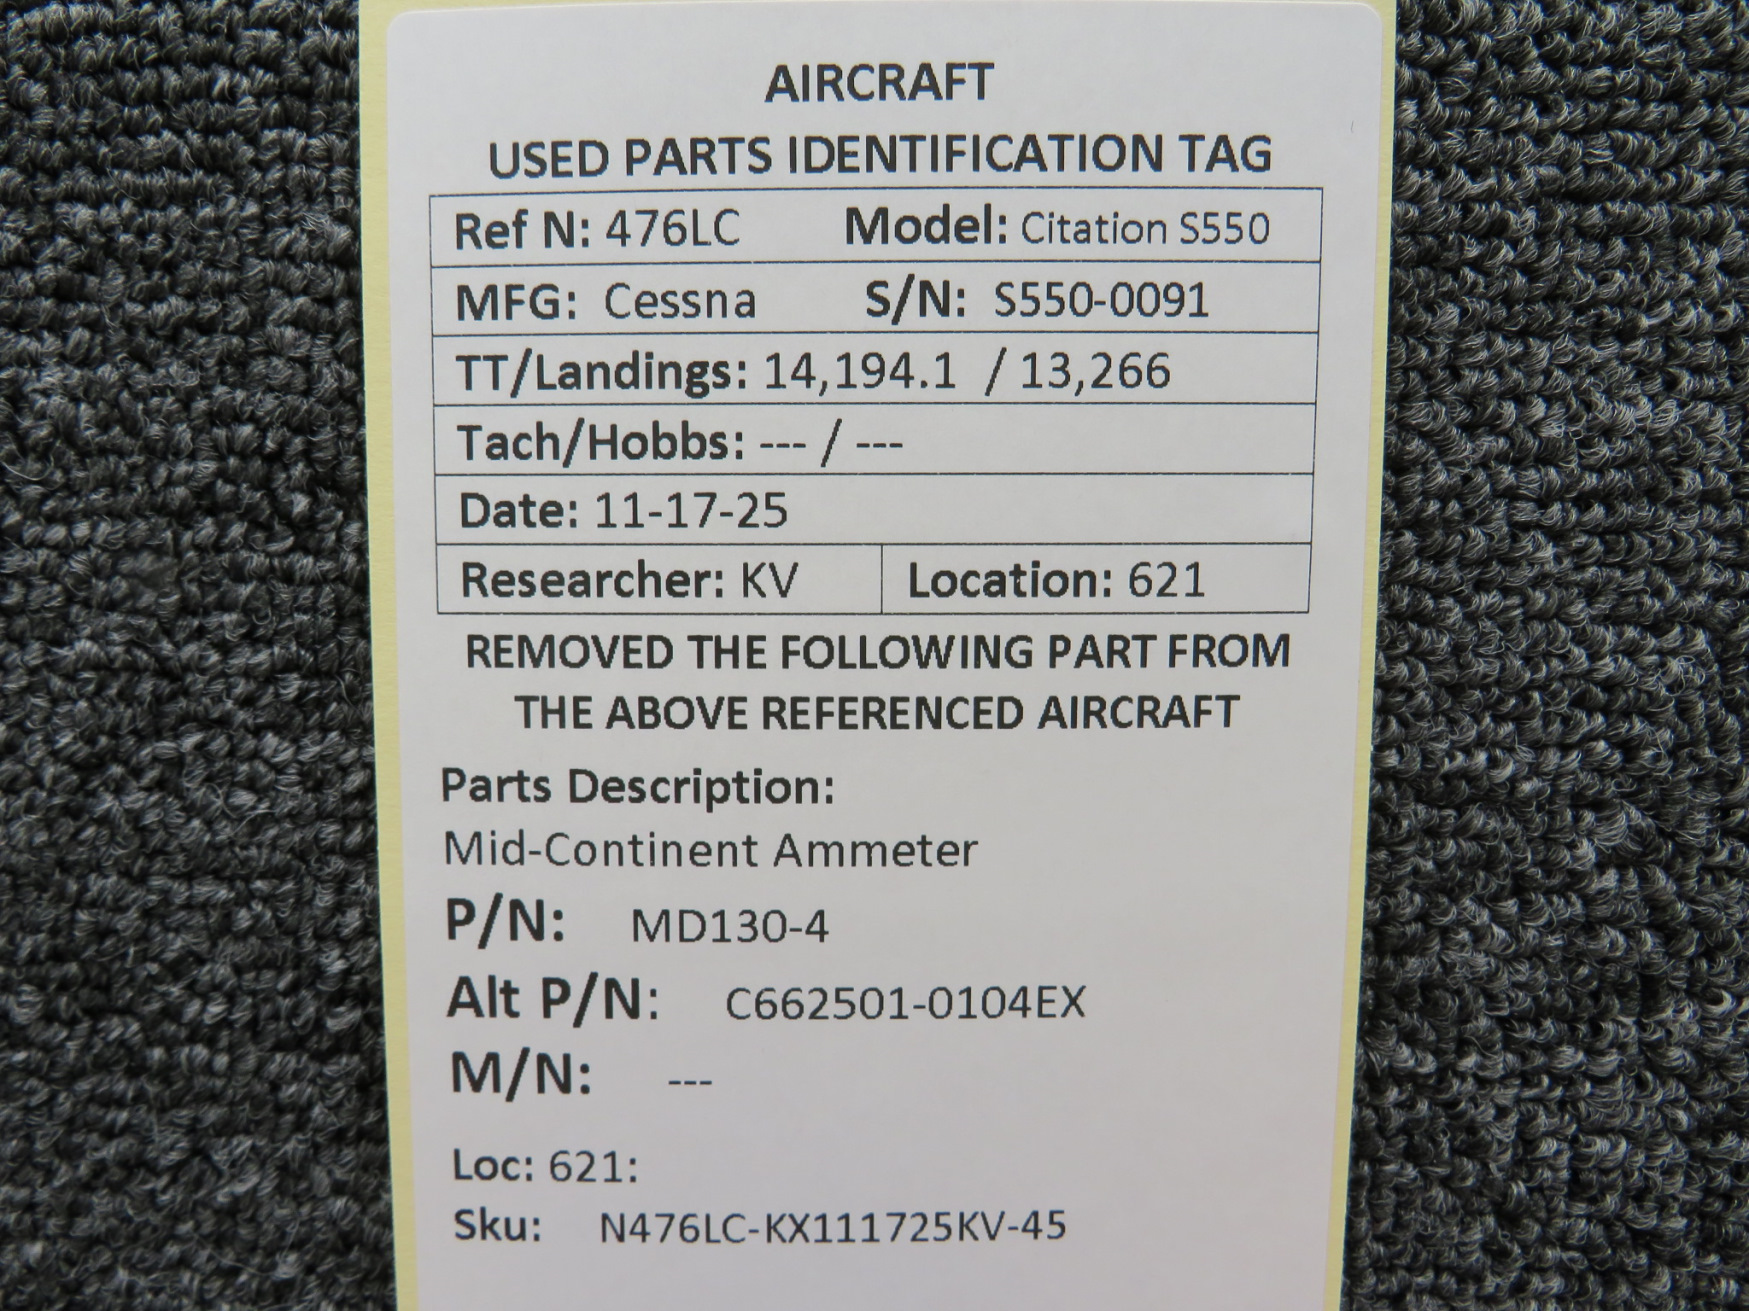 AIRCRAFT
USED PARTS IDENTIFICATION TAG
Ref N: 476LC Model: Citation S550
MFG: Cessna S/N: S550-0091
TT/Landings: 14,194.1 / 13,266
Tach/Hobbs: --- / ---
Date: 11-17-25
Researcher: KV Location: 621
REMOVED THE FOLLOWING PART FROM
THE ABOVE REFERENCED AIRCRAFT
Parts Description:
Mid-Continent Ammeter
P/N: MD130-4
Alt P/N: C662501-0104EX
M/N: ---
Loc: 621:
Sku: N476LC-KX111725KV-45